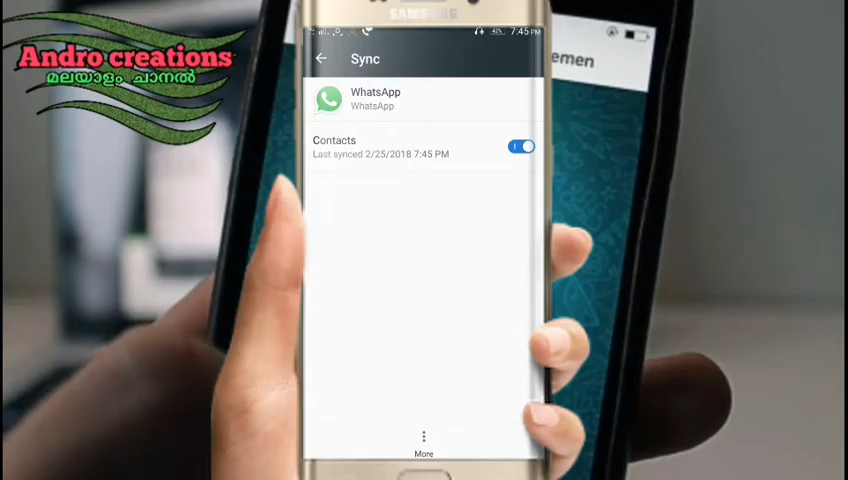 Andro creations
മലയാളം ചാനൽ
SAMSUNG
42%
7:45 PM
emen
Sync
WhatsApp
WhatsApp
Contacts
Last synced 2/25/2018 7:45 PM
More